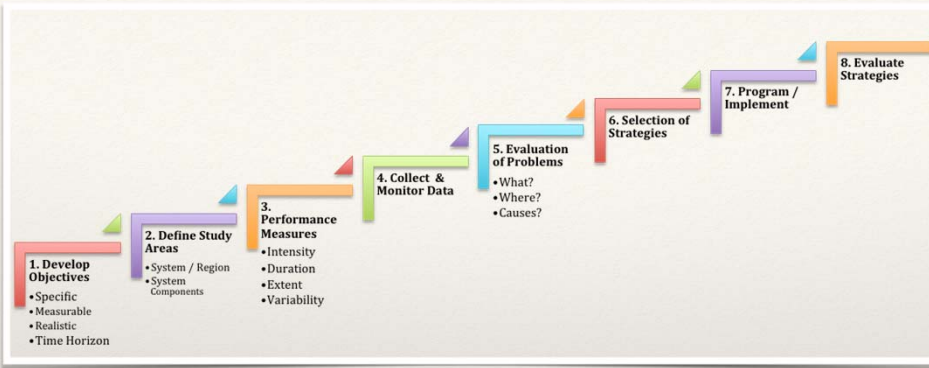 1. Develop
Objectives
•Specific
•Measurable
•Realistic
•Time Horizon
2. Define Study
Areas
•System / Region
•System
Components
3.
Performance
Measures
•Intensity
•Duration
•Extent
•Variability
4. Collect &
Monitor Data
5. Evaluation
of Problems
•What?
•Where?
•Causes?
6. Selection of
Strategies
7. Program /
Implement
8. Evaluate
Strategies